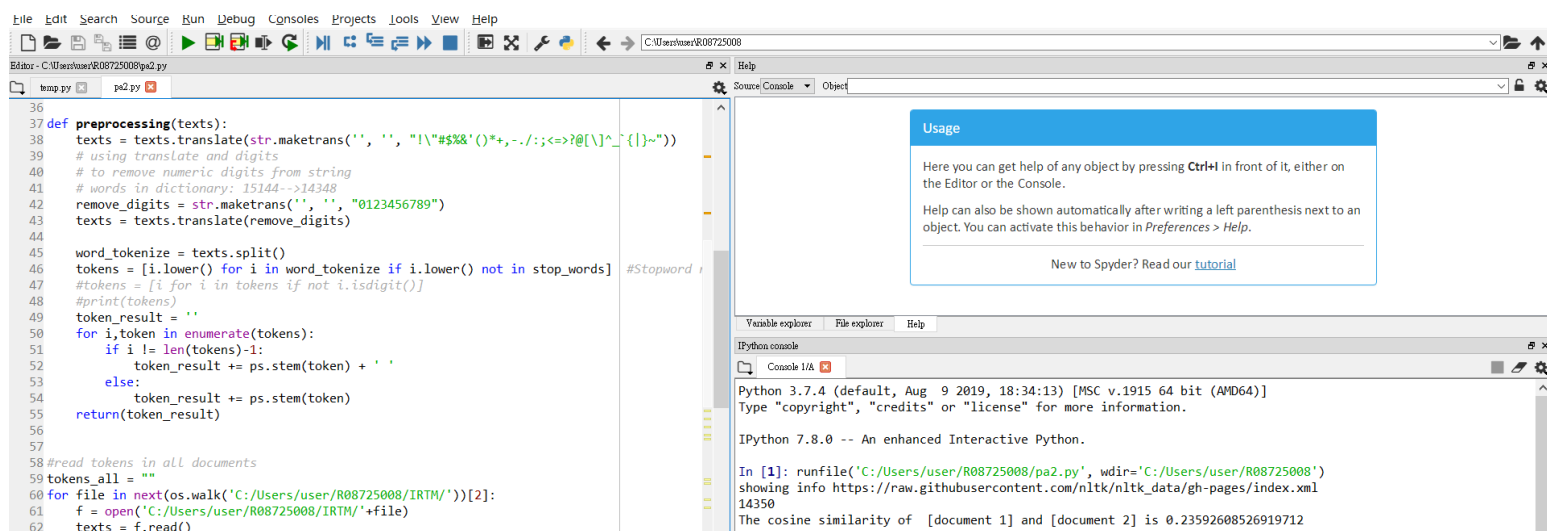 File Edit Search Source Run Debug Consoles Projects Tools View Help
C:\Users\user\R08725008
Editor - C:\Users\user\R08725008\pa2.py
temp.py
pa2.py
36
37 def preprocessing(texts):
38 texts = texts.translate(str.maketrans('', '', "!\"#$%&'()*+,-./:;<=>?@[\]^_`{|}~"))
39 # using translate and digits
40 # to remove numeric digits from string
41 # words in dictionary: 15144-->14348
42 remove_digits = str.maketrans('', '', "0123456789")
43 texts = texts.translate(remove_digits)
44
45 word_tokenize = texts.split()
46 tokens = [i.lower() for i in word_tokenize if i.lower() not in stop_words] #Stopword
47 #tokens = [i for i in tokens if not i.isdigit()]
48 #print(tokens)
49 token_result = ''
50 for i,token in enumerate(tokens):
51 if i != len(tokens)-1:
52 token_result += ps.stem(token) + ' '
53 else:
54 token_result += ps.stem(token)
55 return(token_result)
56
57
58 #read tokens in all documents
59 tokens_all = ""
60 for file in next(os.walk('C:/Users/user/R08725008/IRTM/'))[2]:
61 f = open('C:/Users/user/R08725008/IRTM/'+file)
62 texts = f.read()
Help
Source Console Object
Usage
Here you can get help of any object by pressing Ctrl+I in front of it, either on
the Editor or the Console.
Help can also be shown automatically after writing a left parenthesis next to an
object. You can activate this behavior in Preferences > Help.
New to Spyder? Read our tutorial
Variable explorer File explorer Help
IPython console
Console 1/A
Python 3.7.4 (default, Aug 9 2019, 18:34:13) [MSC v.1915 64 bit (AMD64)]
Type "copyright", "credits" or "license" for more information.
IPython 7.8.0 -- An enhanced Interactive Python.
In [1]: runfile('C:/Users/user/R08725008/pa2.py', wdir='C:/Users/user/R08725008')
showing info https://raw.githubusercontent.com/nltk/nltk_data/gh-pages/index.xml
14350
The cosine similarity of [document 1] and [document 2] is 0.23592608526919712